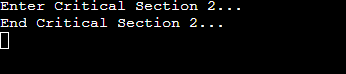 Enter Critical Section 2...
End Critical Section 2...